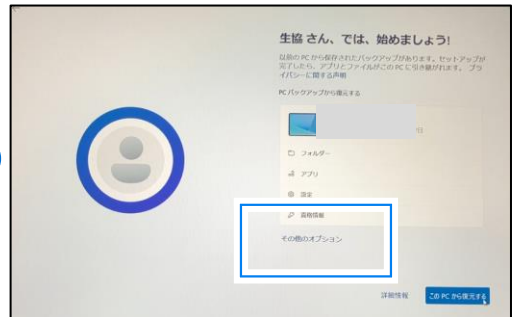 生協 さん、では、始めましょう!
以前の PC から保存されたバックアップがあります。セットアップが
完了したら、アプリとファイルがこの PC に引き継がれます。 プラ
イバシーに関する声明
PC バックアップから復元する
フォルダー
アプリ
設定
資格情報
その他のオプション
詳細情報
この PC から復元する